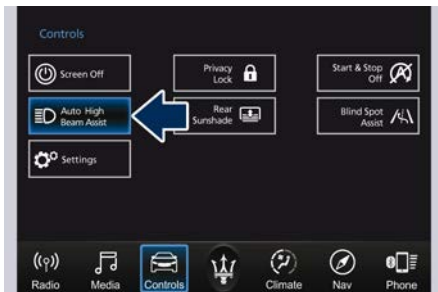 Controls
Screen Off
Privacy
Lock
Start & Stop
Off
Auto High
Beam Assist
Rear
Sunshade
Blind Spot
Assist
Settings
Radio
Media
Controls
Climate
Nav
Phone